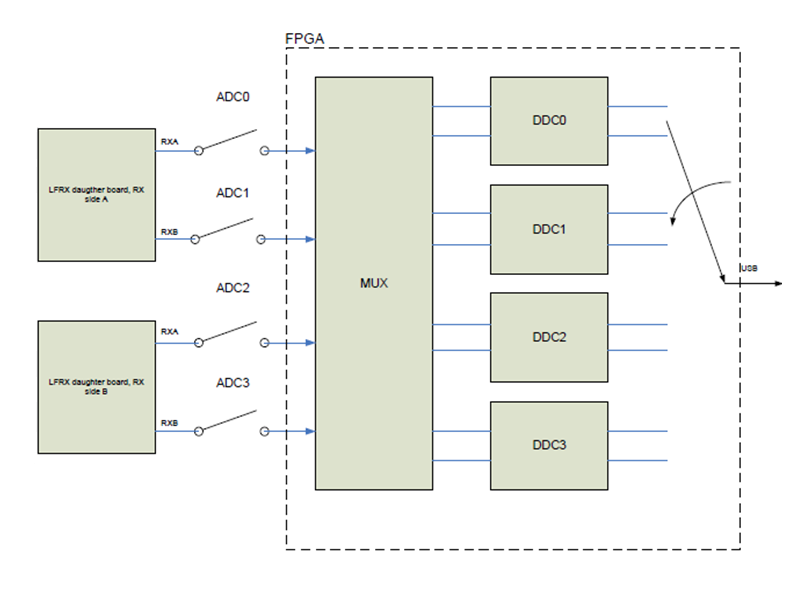 FPGA
ADC0
RXA
LFRX daugther board, RX
side A
ADC1
RXB
ADC2
RXA
LFRX daughter board, RX
side B
ADC3
RXB
MUX
DDC0
DDC1
DDC2
DDC3
USB